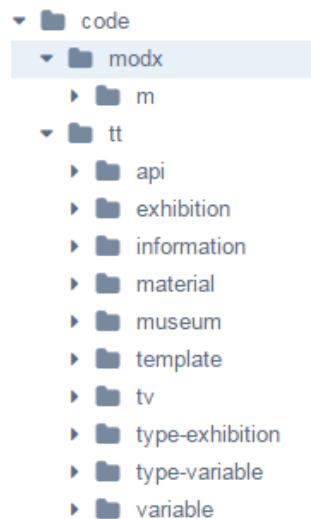 code
modx
m
tt
api
exhibition
information
material
museum
template
tv
type-exhibition
type-variable
variable